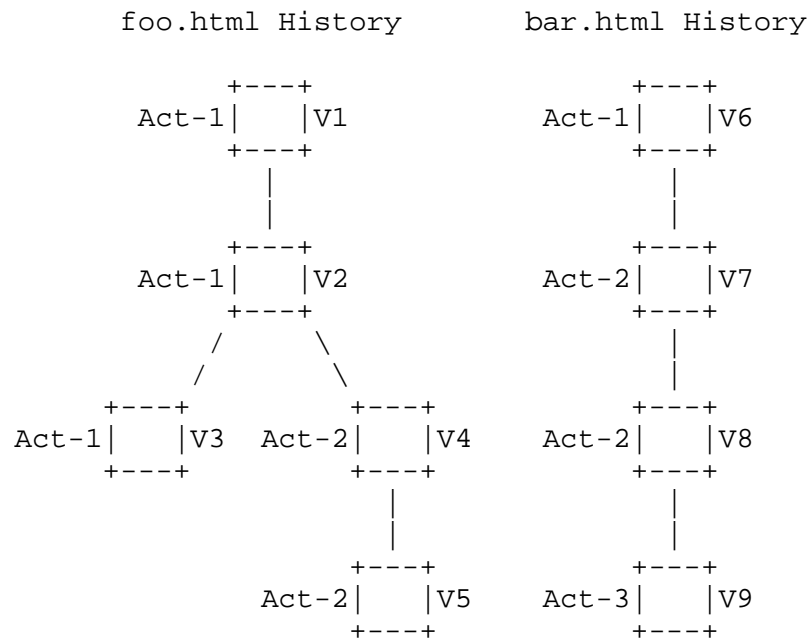 foo.html History bar.html History
+---+ +---+
Act-1| |V1 Act-1| |V6
+---+ +---+
| |
| |
+---+ +---+
Act-1| |V2 Act-2| |V7
+---+ +---+
/ \ |
/ \ |
+---+ +---+ +---+
Act-1| |V3 Act-2| |V4 Act-2| |V8
+---+ +---+ +---+
| |
| |
+---+ +---+
Act-2| |V5 Act-3| |V9
+---+ +---+